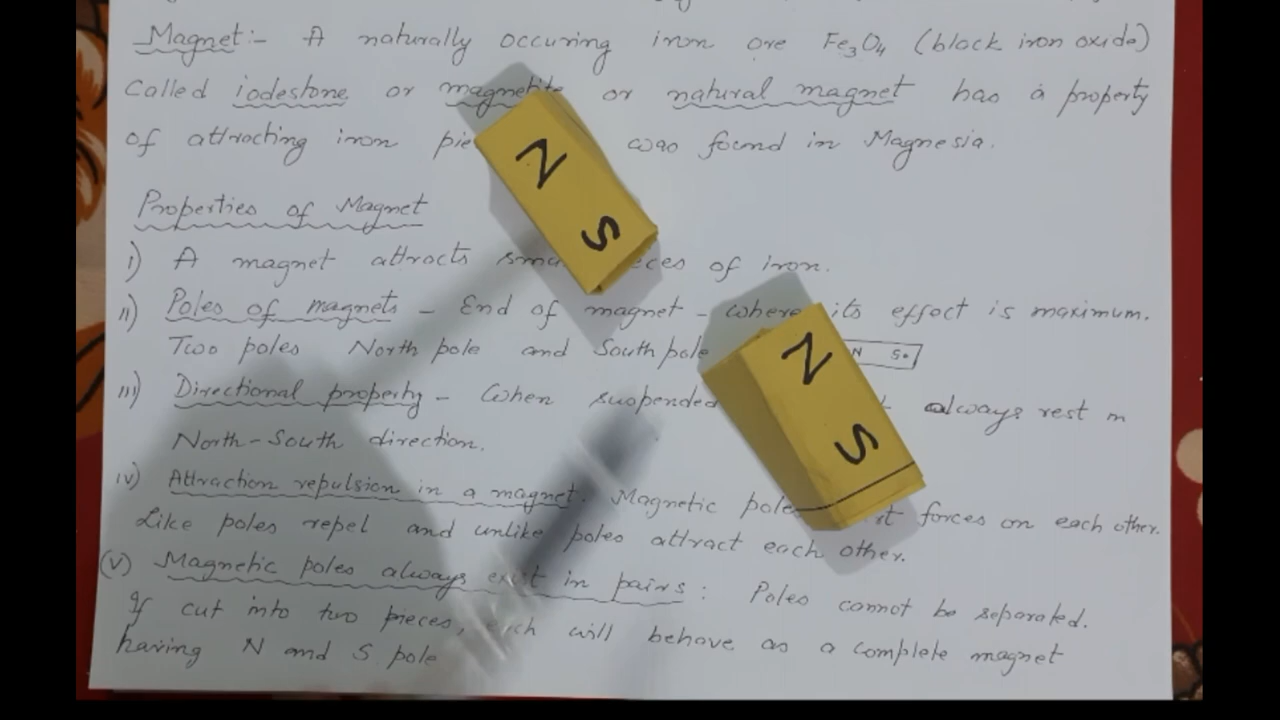 Magnet:- A naturally occuring iron ore Fe3O4 (black iron oxide)
called iodestone or magnetite or natural magnet has a property
of attracting iron pie was found in Magnesia.
Properties of Magnet
i) A magnet attracts sma eces of iron.
ii) Poles of magnets - End of magnet - where its effect is maximum.
Two poles North pole and South pole N S
iii) Directional property - When suspended always rest in
North-South direction.
iv) Attraction repulsion in a magnet. Magnetic pole rt forces on each other.
Like poles repel and unlike poles attract each other.
(v) Magnetic poles always exist in pairs : Poles cannot be separated.
If cut into two pieces, each will behave as a complete magnet
having N and S pole
N
S
N
S